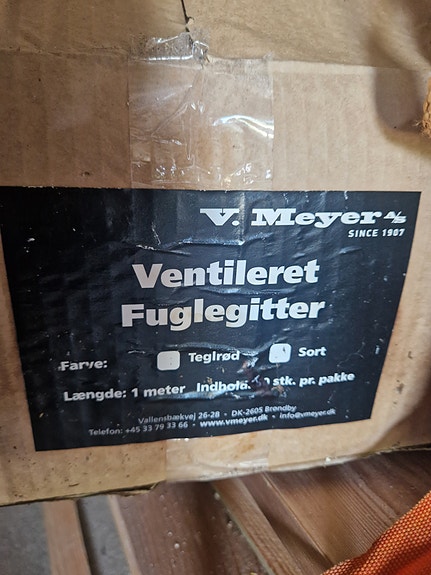 V. Meyer A/S
SINCE 1907
Ventileret
Fuglegitter
Farve: Teglrød Sort
Længde: 1 meter stk. pr. pakke
Vallensbækvej 26-28 · DK-2605 Brøndby
Telefon: +45 33 79 33 66 · www.vmeyer.dk · info@vmeyer.dk